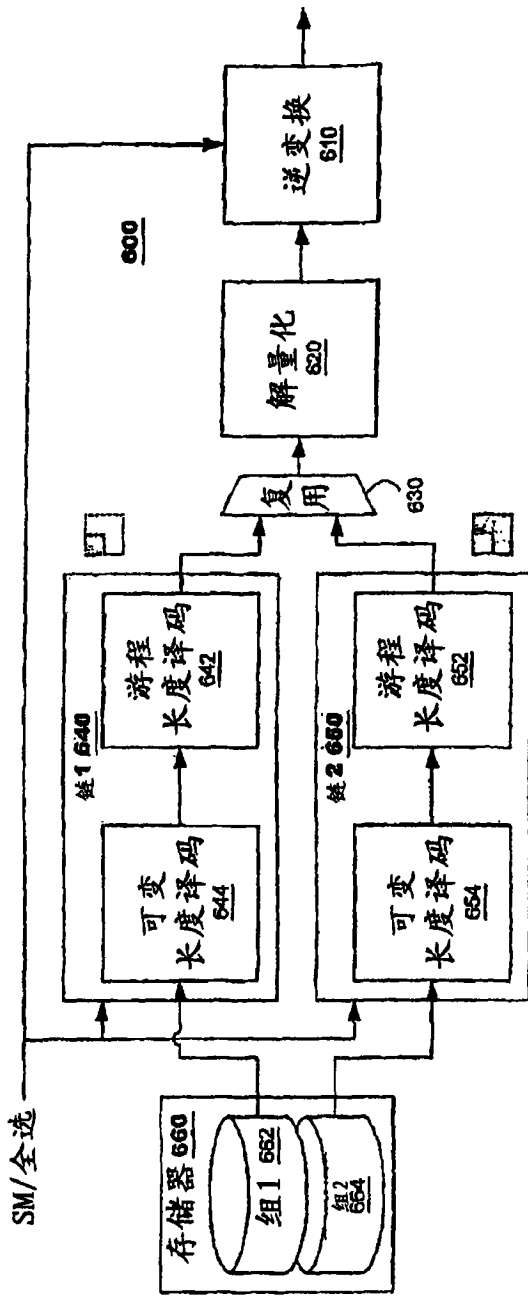 SM/全选
600
存储器 660
组1 662
组2 664
链1 640
可变
长度译码
644
游程
长度译码
642
链2 650
可变
长度译码
654
游程
长度译码
652
复用
630
解量化
620
逆变换
610